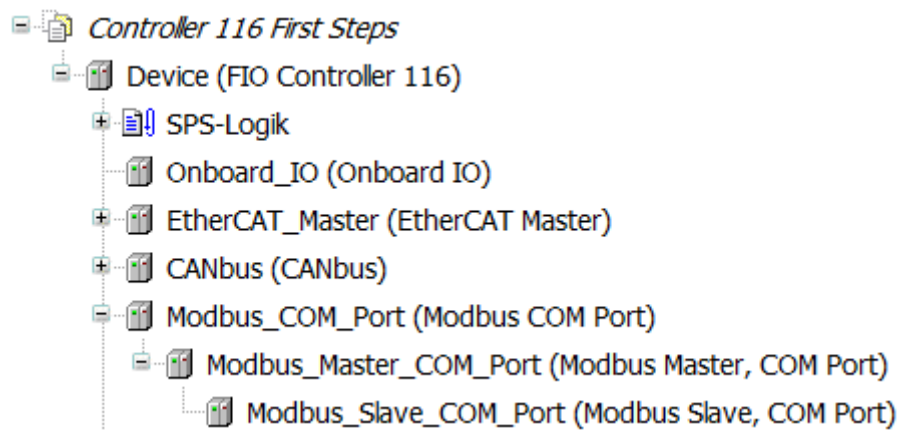 Controller 116 First Steps
Device (FIO Controller 116)
SPS-Logik
Onboard_IO (Onboard IO)
EtherCAT_Master (EtherCAT Master)
CANbus (CANbus)
Modbus_COM_Port (Modbus COM Port)
Modbus_Master_COM_Port (Modbus Master, COM Port)
Modbus_Slave_COM_Port (Modbus Slave, COM Port)